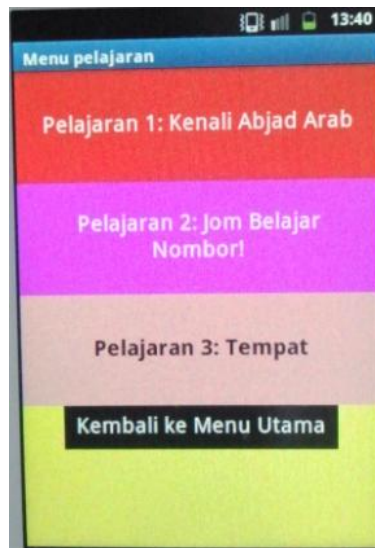 13:40
Menu pelajaran
Pelajaran 1: Kenali Abjad Arab
Pelajaran 2: Jom Belajar
Nombor!
Pelajaran 3: Tempat
Kembali ke Menu Utama